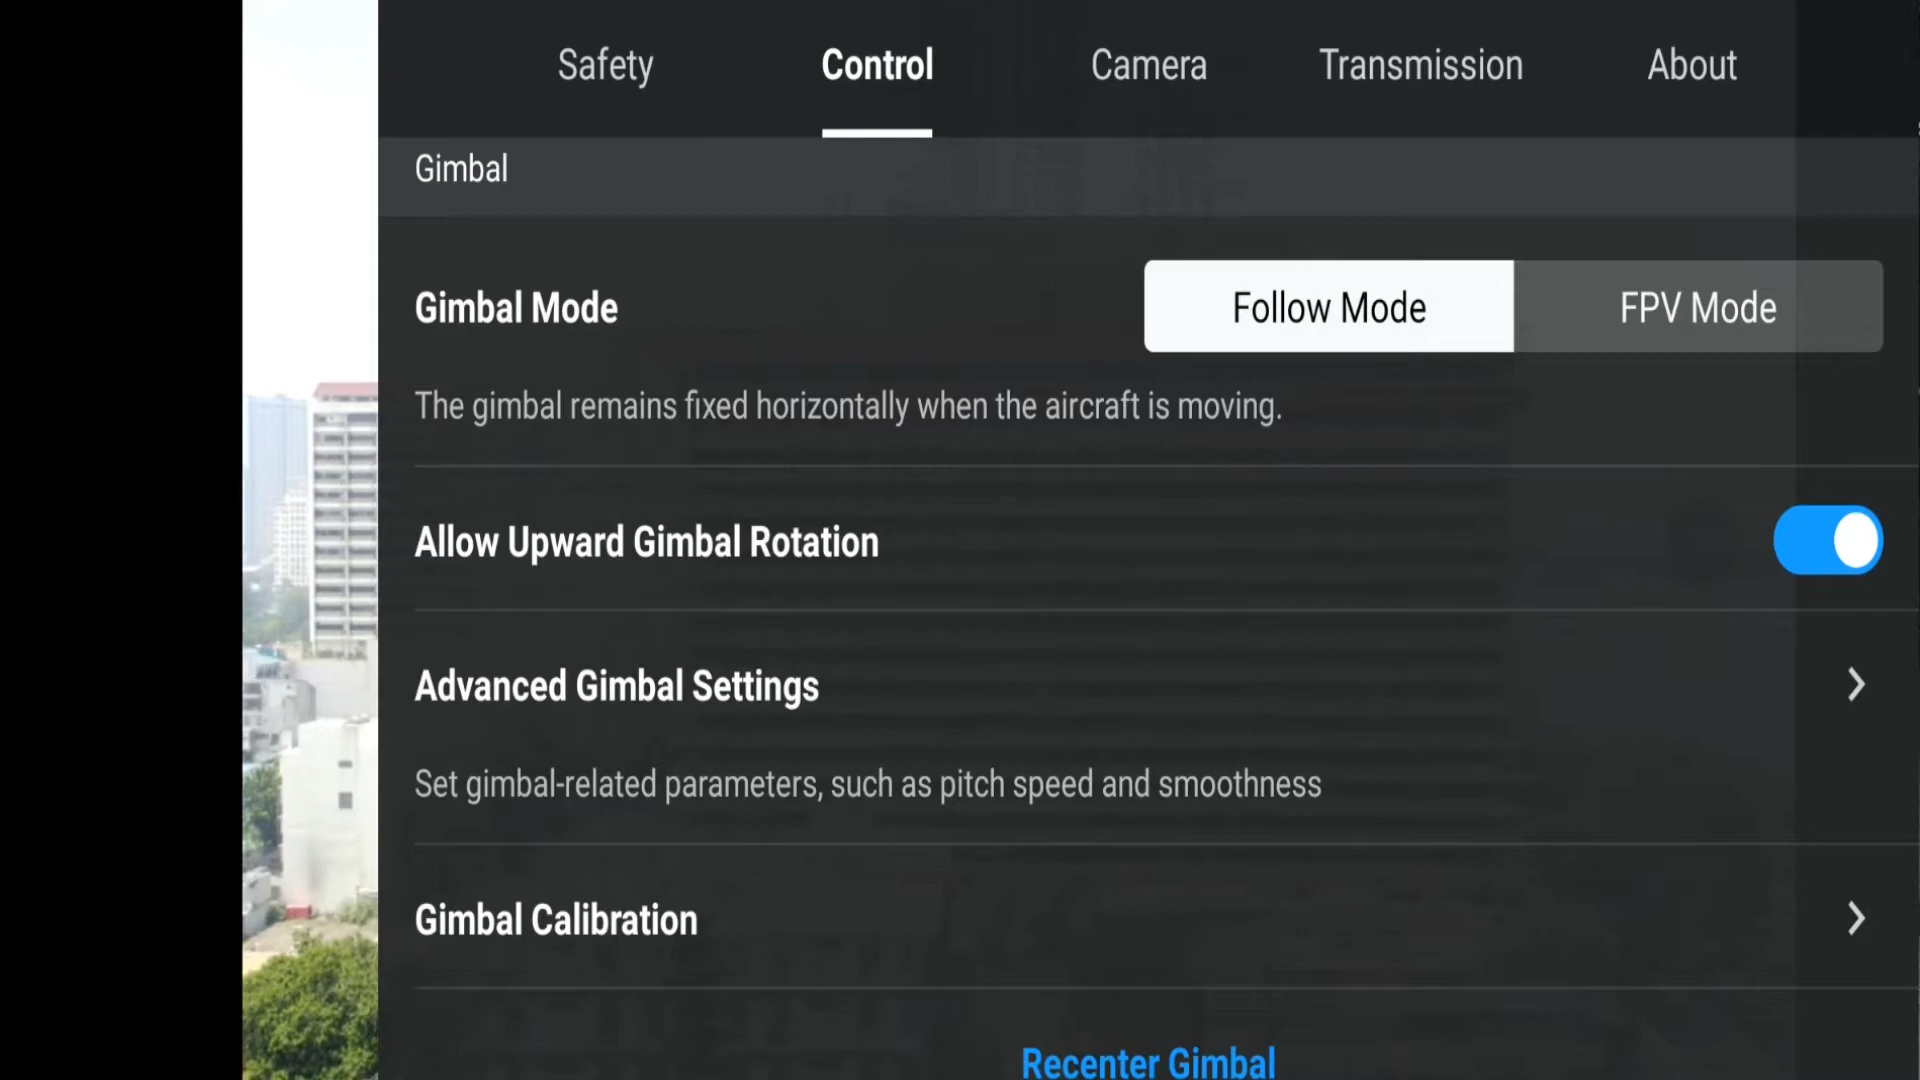 Safety Control Camera Transmission About
Gimbal
Gimbal Mode Follow Mode FPV Mode
The gimbal remains fixed horizontally when the aircraft is moving.
Allow Upward Gimbal Rotation
Advanced Gimbal Settings
Set gimbal-related parameters, such as pitch speed and smoothness
Gimbal Calibration
Recenter Gimbal